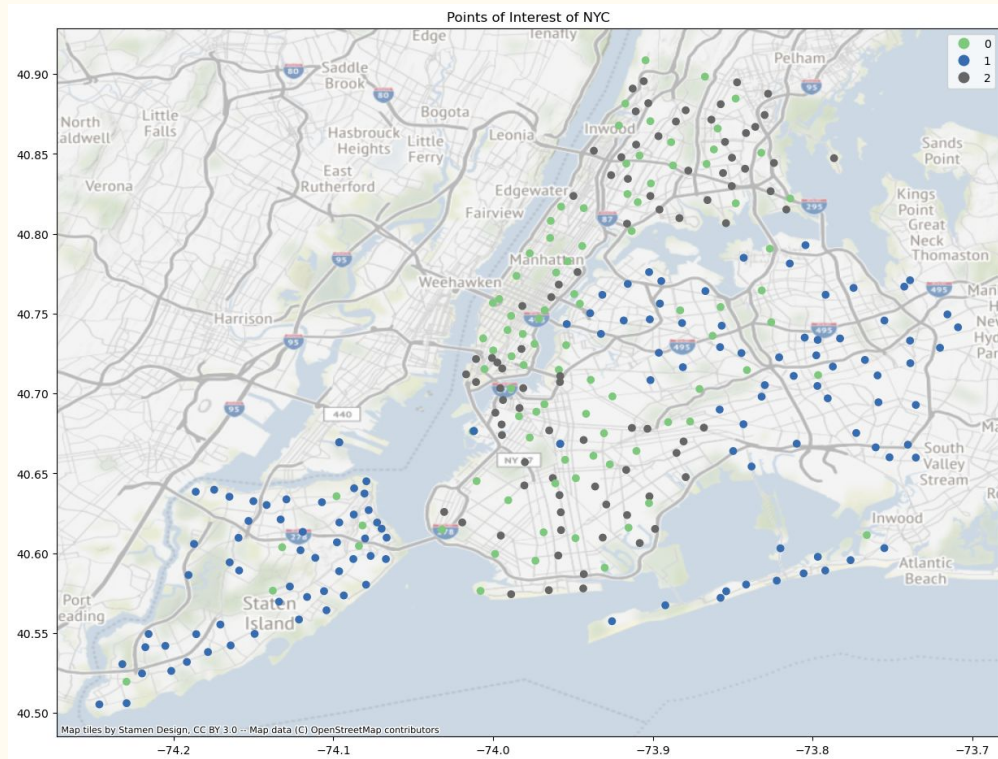 Points of Interest of NYC
0
1
2
40.90
40.85
40.80
40.75
40.70
40.65
40.60
40.55
40.50
−74.2
−74.1
−74.0
−73.9
−73.8
−73.7
Edge
Tenafly
Pelham
80
Saddle
Brook
95
80
Bogota
North
aldwell
Little
Falls
Hasbrouck
Heights
Little
Ferry
Leonia
Inwood
Sands
Point
Verona
East
Rutherford
Edgewater
Kings
Point
Great
Neck
Thomaston
295
Fairview
87
95
Manhattan
Weehawken
495
Harrison
495
95
495
95
440
South
Valley
Stream
Inwood
Atlantic
Beach
278
Port
eading
Staten
Island
Map tiles by Stamen Design, CC BY 3.0 -- Map data (C) OpenStreetMap contributors